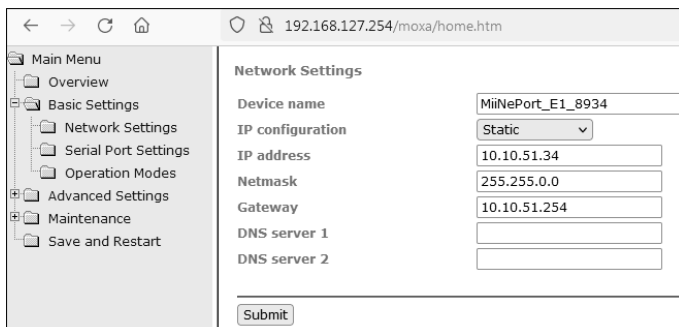 192.168.127.254/moxa/home.htm
Main Menu
Overview
Basic Settings
Network Settings
Serial Port Settings
Operation Modes
Advanced Settings
Maintenance
Save and Restart
Network Settings
Device name MiiNePort_E1_8934
IP configuration Static
IP address 10.10.51.34
Netmask 255.255.0.0
Gateway 10.10.51.254
DNS server 1
DNS server 2
Submit